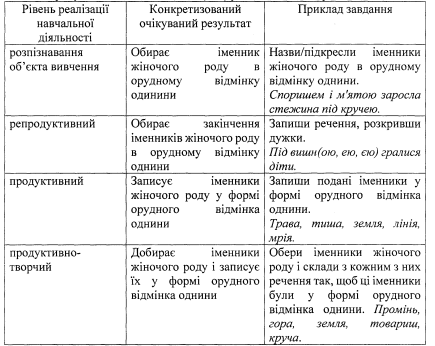 Рівень реалізації навчальної діяльності
Конкретизований очікуваний результат
Приклад завдання
розпізнавання об’єкта вивчення
Обирає іменник
жіночого роду в
орудному відмінку
одинини
Назви/підкресли іменники
жіночого роду в орудному
відмінку однини.
Споришем і м'ятою заросла
стежина під кручею.
репродуктивний
Обирає закінчення
іменників жіночого роду
в орудному відмінку
однини
Запиши речення, розкривши
дужки.
Під вишн(ою, ею, єю) гралися
діти.
продуктивний
Записує іменники
жіночого роду у формі
орудного відмінка
однини
Запиши подані іменники у
формі орудного відмінка
однини.
Трава, тиша, земля, лінія,
мрія.
продуктивно-
творчий
Добирає іменники
жіночого роду і записує
їх у формі орудного
відмінка однини
Обери іменники жіночого
роду і склади з кожним з них
речення так, щоб ці іменники
були у формі орудного
відмінка однини. Промінь,
гора, земля, товариш,
круча.